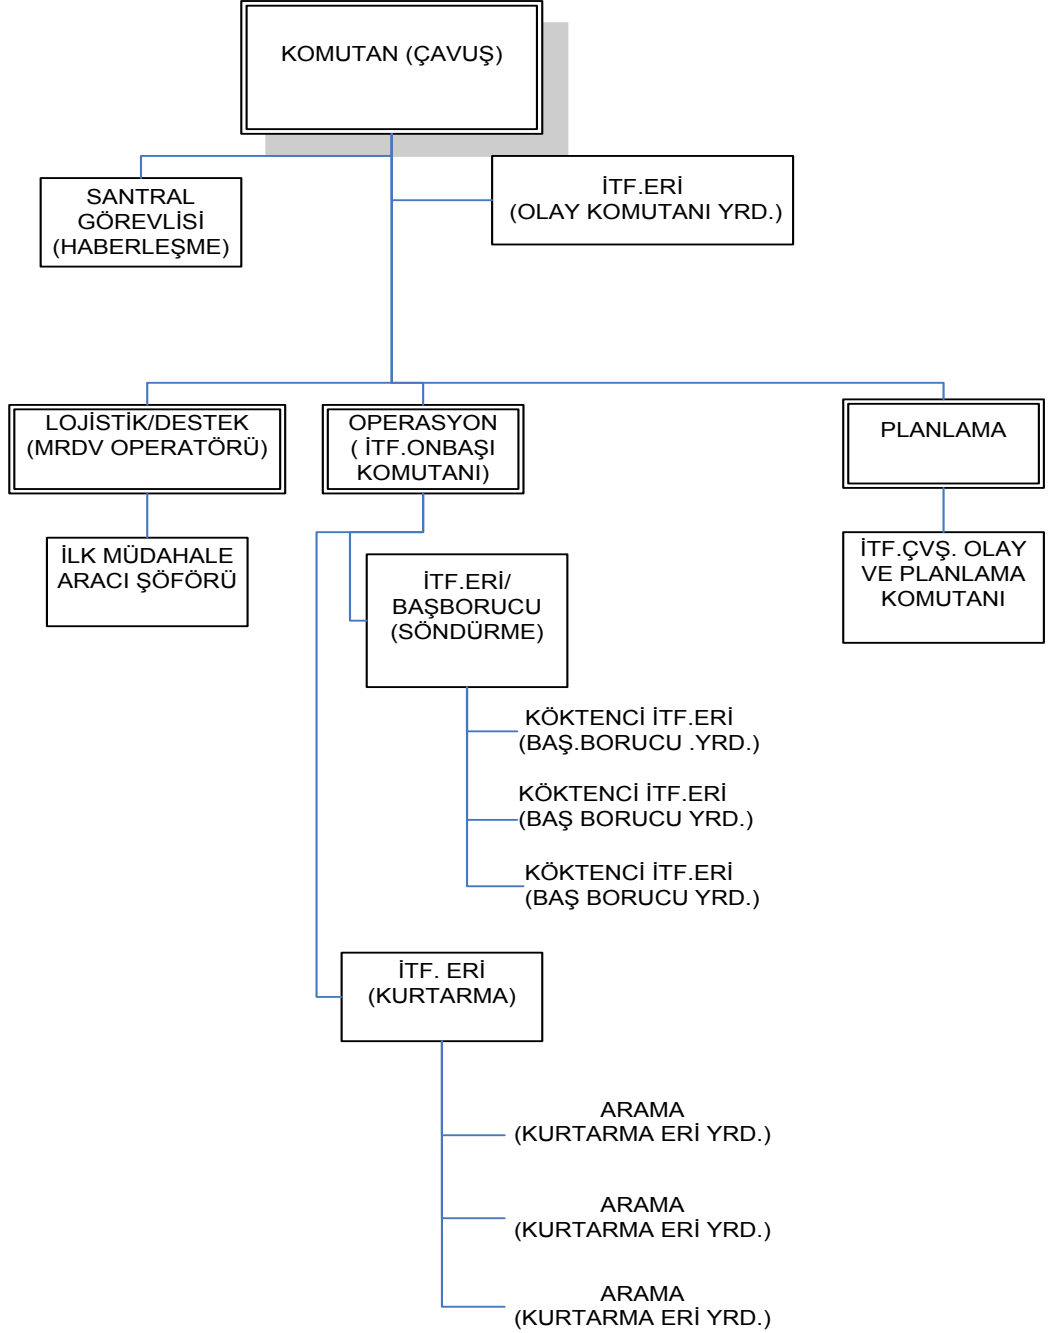 KOMUTAN (ÇAVUŞ)
SANTRAL
GÖREVLİSİ
(HABERLEŞME)
İTF.ERİ
(OLAY KOMUTANI YRD.)
LOJİSTİK/DESTEK
(MRDV OPERATÖRÜ)
OPERASYON
( İTF.ONBAŞI
KOMUTANI)
PLANLAMA
İLK MÜDAHALE
ARACI ŞÖFÖRÜ
İTF.ERİ/
BAŞBORUCU
(SÖNDÜRME)
İTF.ÇVŞ. OLAY
VE PLANLAMA
KOMUTANI
KÖKTENCİ İTF.ERİ
(BAŞ.BORUCU .YRD.)
KÖKTENCİ İTF.ERİ
(BAŞ BORUCU YRD.)
KÖKTENCİ İTF.ERİ
(BAŞ BORUCU YRD.)
İTF. ERİ
(KURTARMA)
ARAMA
(KURTARMA ERİ YRD.)
ARAMA
(KURTARMA ERİ YRD.)
ARAMA
(KURTARMA ERİ YRD.)